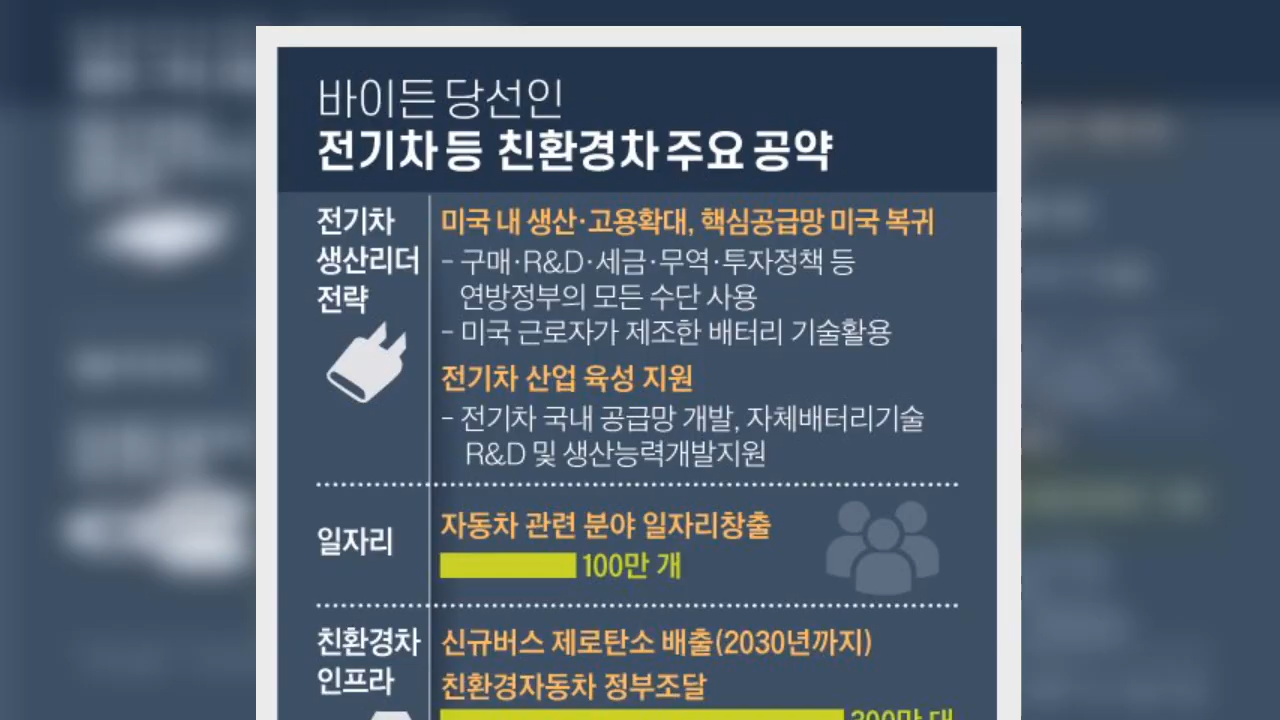 바이든 당선인
전기차 등 친환경차 주요 공약
전기차
생산리더
전략
미국 내 생산·고용확대, 핵심공급망 미국 복귀
- 구매·R&D·세금·무역·투자정책 등
연방정부의 모든 수단 사용
- 미국 근로자가 제조한 배터리 기술활용
전기차 산업 육성 지원
- 전기차 국내 공급망 개발, 자체배터리기술
R&D 및 생산능력개발지원
일자리
자동차 관련 분야 일자리창출
100만 개
친환경차
인프라
신규버스 제로탄소 배출(2030년까지)
친환경자동차 정부조달
300만 대